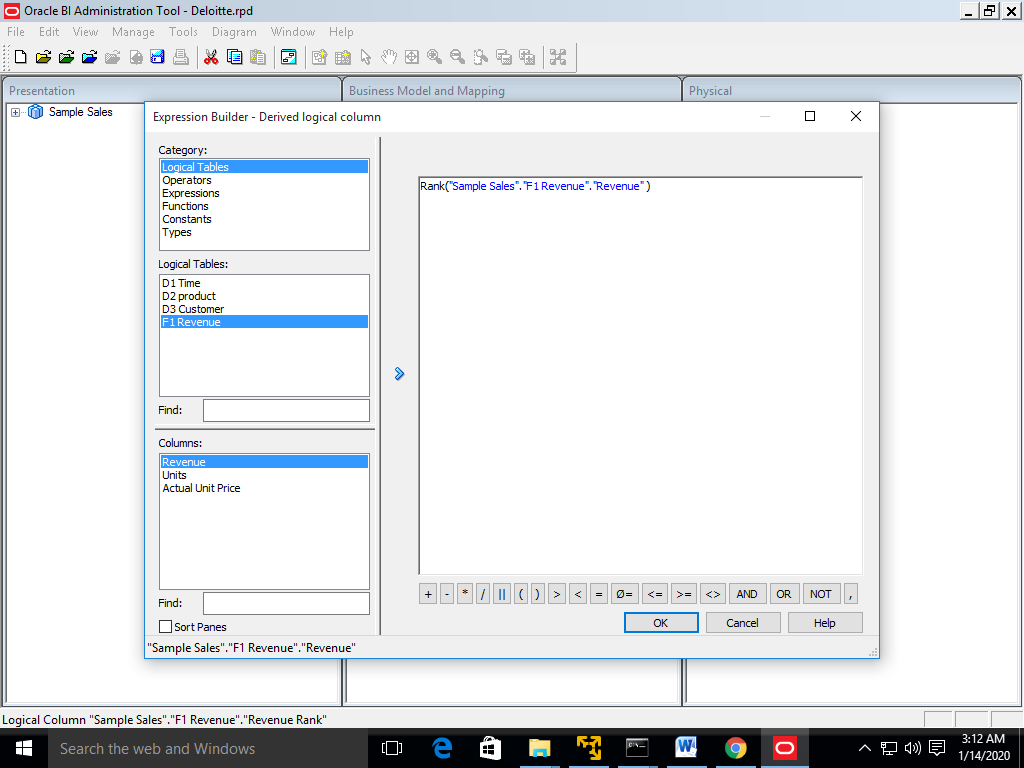 Oracle BI Administration Tool - Deloitte.rpd
File Edit View Manage Tools Diagram Window Help
Presentation
Business Model and Mapping
Physical
Sample Sales
Expression Builder - Derived logical column
Category:
Logical Tables
Operators
Expressions
Functions
Constants
Types
Logical Tables:
D1 Time
D2 product
D3 Customer
F1 Revenue
Find:
Columns:
Revenue
Units
Actual Unit Price
Find:
Sort Panes
Rank("Sample Sales"."F1 Revenue"."Revenue" )
+ - * / || ( ) > < = Ø= <= >= <> AND OR NOT ,
OK Cancel Help
"Sample Sales"."F1 Revenue"."Revenue"
Logical Column "Sample Sales"."F1 Revenue"."Revenue Rank"
Search the web and Windows
3:12 AM
1/14/2020